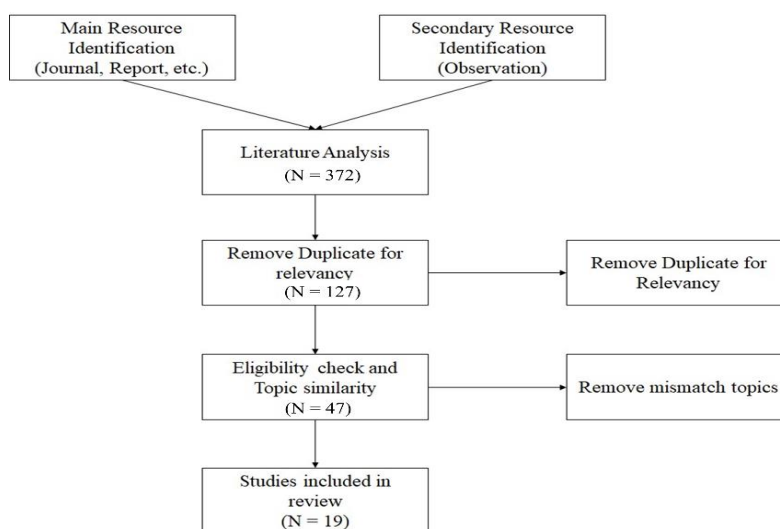 Main Resource
Identification
(Journal, Report, etc.)
Secondary Resource
Identification
(Observation)
Literature Analysis
(N = 372)
Remove Duplicate for
relevancy
(N = 127)
Remove Duplicate for
Relevancy
Eligibility check and
Topic similarity
(N = 47)
Remove mismatch topics
Studies included in
review
(N = 19)